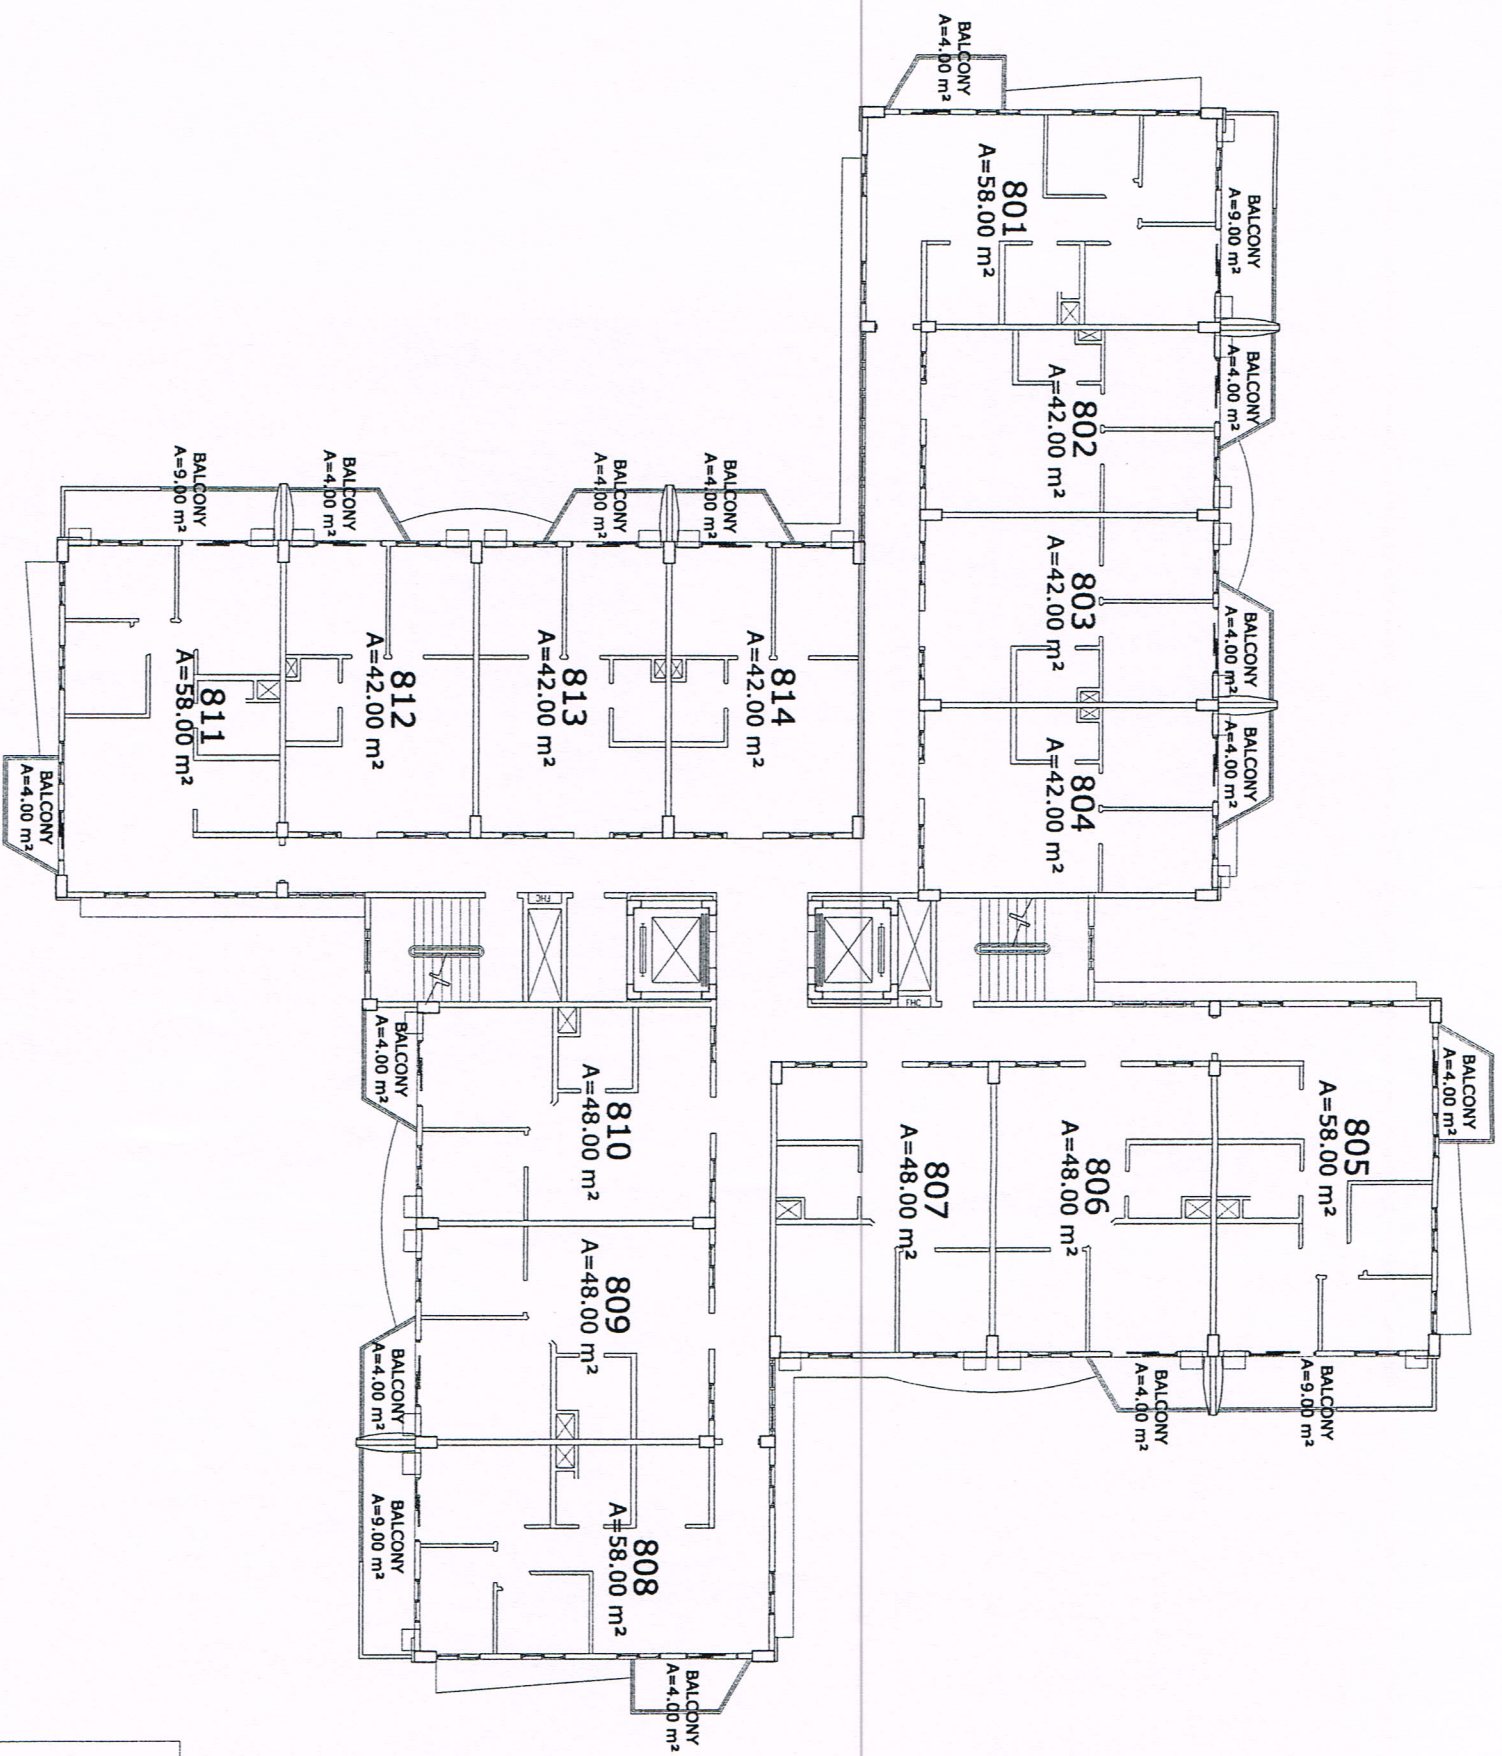 BALCONY
A=4.00 m²
BALCONY
A=9.00 m²
801
A=58.00 m²
BALCONY
A=4.00 m²
802
A=42.00 m²
803
A=42.00 m²
BALCONY
A=4.00 m²
804
A=42.00 m²
BALCONY
A=4.00 m²
BALCONY
A=9.00 m²
BALCONY
A=4.00 m²
BALCONY
A=4.00 m²
BALCONY
A=4.00 m²
811
A=58.00 m²
812
A=42.00 m²
813
A=42.00 m²
814
A=42.00 m²
BALCONY
A=4.00 m²
FHC
FHC
BALCONY
A=4.00 m²
810
A=48.00 m²
807
A=48.00 m²
806
A=48.00 m²
805
A=58.00 m²
BALCONY
A=4.00 m²
809
A=48.00 m²
BALCONY
A=4.00 m²
BALCONY
A=4.00 m²
BALCONY
A=9.00 m²
BALCONY
A=9.00 m²
808
A=58.00 m²
BALCONY
A=4.00 m²